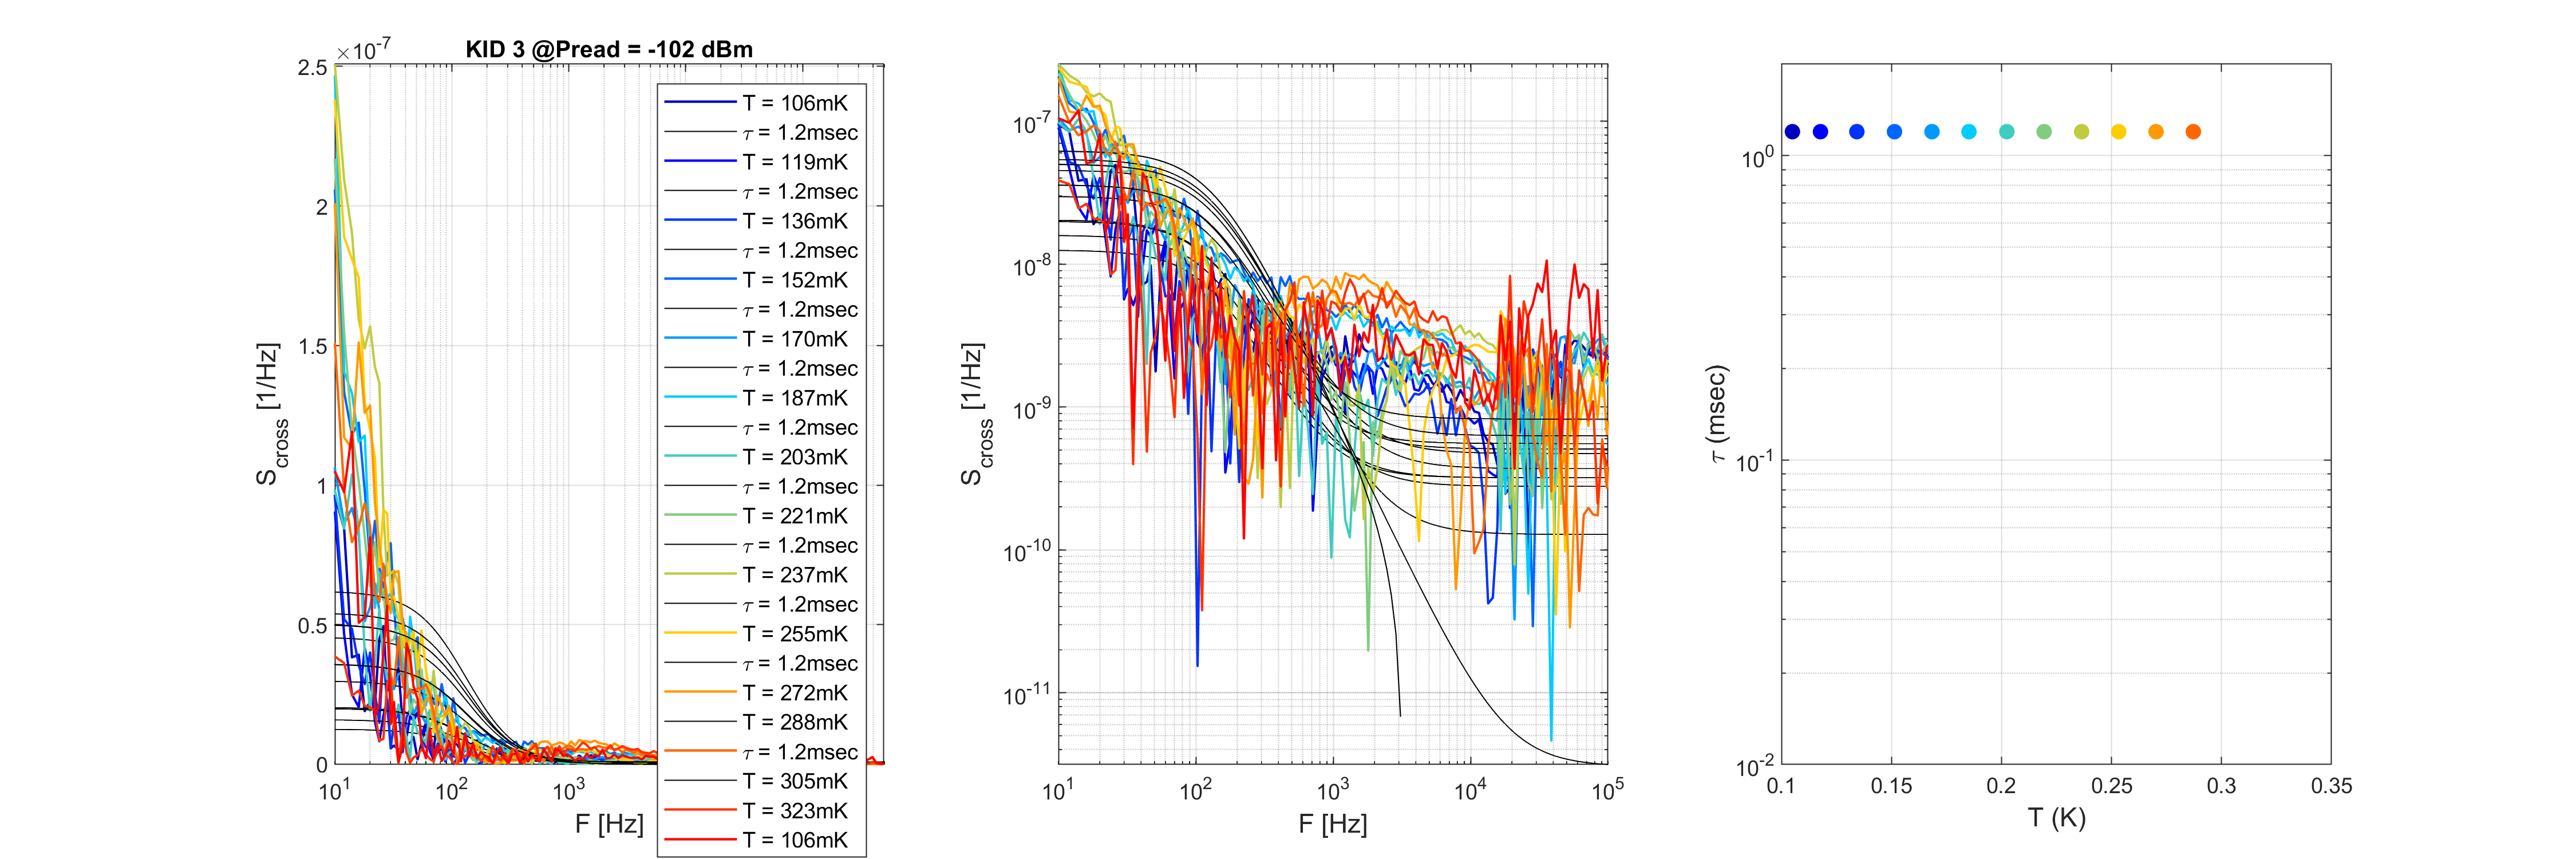 KID 3 @Pread = -102 dBm
×10⁻⁷
2.5
2
1.5
1
0.5
0
S_cross [1/Hz]
10¹ 10² 10³
F [Hz]
T = 106mK
τ = 1.2msec
T = 119mK
τ = 1.2msec
T = 136mK
τ = 1.2msec
T = 152mK
τ = 1.2msec
T = 170mK
τ = 1.2msec
T = 187mK
τ = 1.2msec
T = 203mK
τ = 1.2msec
T = 221mK
τ = 1.2msec
T = 237mK
τ = 1.2msec
T = 255mK
τ = 1.2msec
T = 272mK
T = 288mK
τ = 1.2msec
T = 305mK
T = 323mK
T = 106mK
10⁻⁷
10⁻⁸
10⁻⁹
10⁻¹⁰
10⁻¹¹
S_cross [1/Hz]
10¹ 10² 10³ 10⁴ 10⁵
F [Hz]
10⁰
10⁻¹
10⁻²
τ (msec)
0.1 0.15 0.2 0.25 0.3 0.35
T (K)